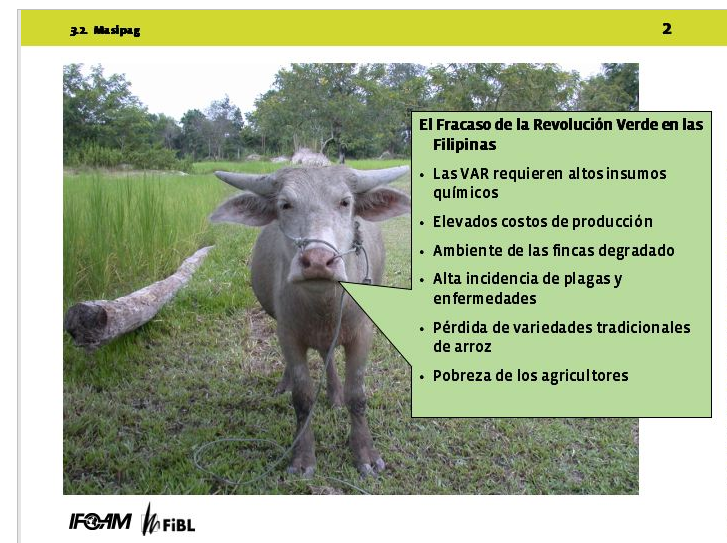 3.2. Masipag
2
El Fracaso de la Revolución Verde en las
Filipinas
• Las VAR requieren altos insumos
químicos
• Elevados costos de producción
• Ambiente de las fincas degradado
• Alta incidencia de plagas y
enfermedades
• Pérdida de variedades tradicionales
de arroz
• Pobreza de los agricultores
IFOAM
FiBL